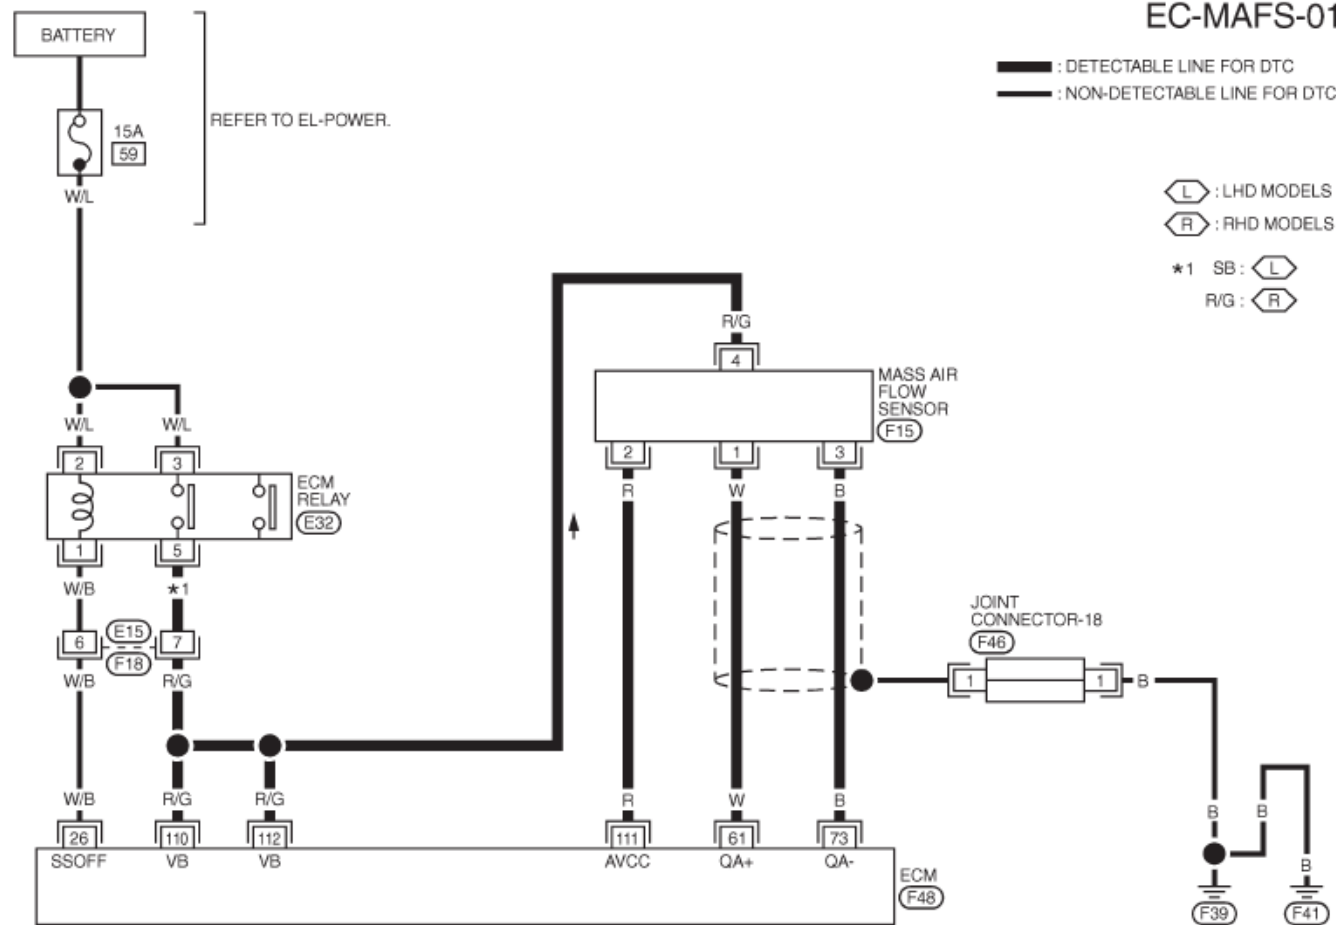 EC-MAFS-01
BATTERY
: DETECTABLE LINE FOR DTC
: NON-DETECTABLE LINE FOR DTC
REFER TO EL-POWER.
15A
59
W/L
L : LHD MODELS
R : RHD MODELS
*1 SB : L
R/G : R
R/G
4
MASS AIR
FLOW
SENSOR
F15
W/L W/L
2 3
2 1 3
ECM
RELAY
E32
R W B
1 5
W/B *1
JOINT
CONNECTOR-18
F46
6 E15 7
F18
W/B R/G
1 1 B
W/B R/G R/G R W B
B B
26 110 112 111 61 73
SSOFF VB VB AVCC QA+ QA-
B
ECM
F48
F39 F41